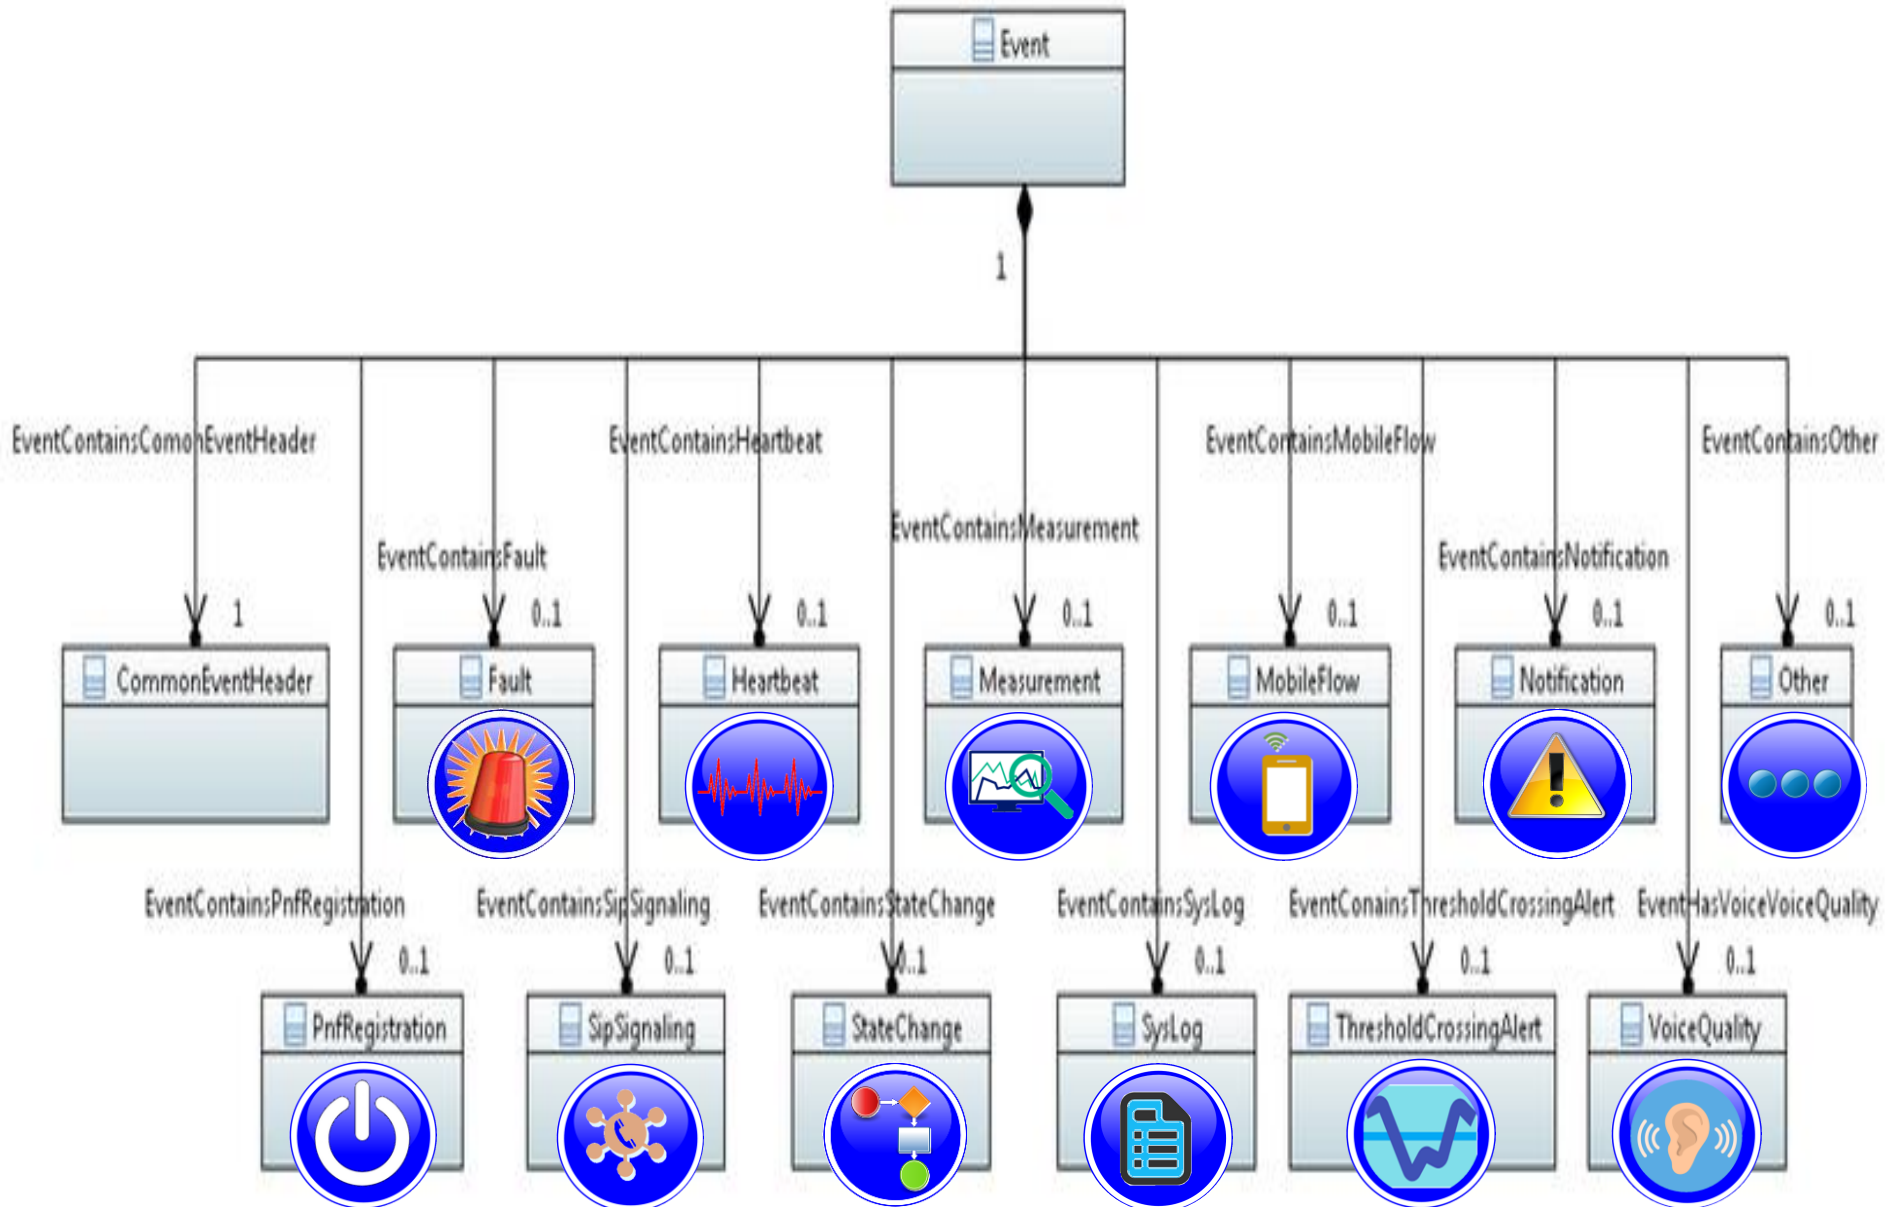 Event
1
EventContainsComonEventHeader
EventContainsHeartbeat
EventContainsMobileFlow
EventContainsOther
EventContainsMeasurement
EventContainsFault
EventContainsNotification
1
0..1
0..1
0..1
0..1
0..1
0..1
CommonEventHeader
Fault
Heartbeat
Measurement
MobileFlow
Notification
Other
EventContainsPnfRegistration
EventContainsSipSignaling
EventContainsStateChange
EventContainsSysLog
EventConainsThresholdCrossingAlert
EventHasVoiceVoiceQuality
0..1
0..1
0..1
0..1
0..1
0..1
PnfRegistration
SipSignaling
StateChange
SysLog
ThresholdCrossingAlert
VoiceQuality